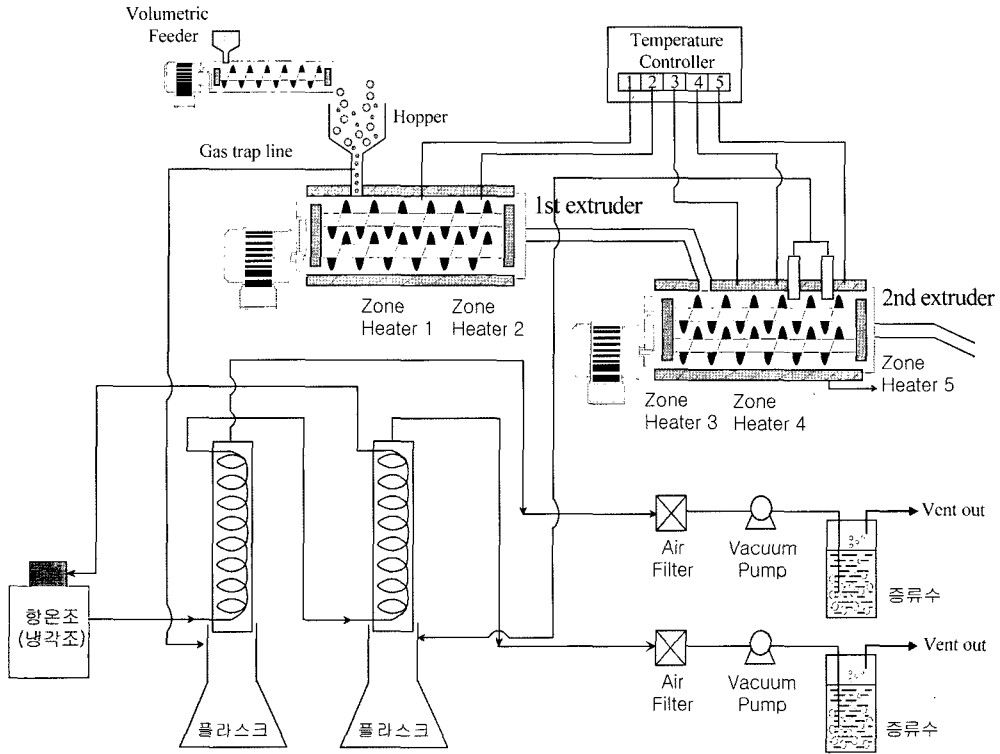 Volumetric
Feeder
Temperature
Controller
1 2 3 4 5
Hopper
Gas trap line
1st extruder
Zone
Heater 1
Zone
Heater 2
2nd extruder
Zone
Heater 3
Zone
Heater 4
Zone
Heater 5
Air
Filter
Vacuum
Pump
Vent out
증류수
항온조
(냉각조)
Air
Filter
Vacuum
Pump
Vent out
증류수
플라스크
플라스크